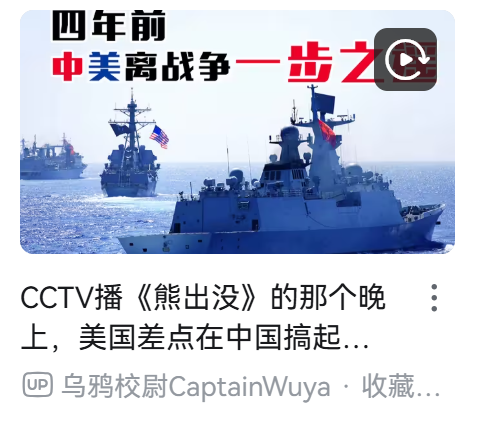 四年前
中美离战争一步之
CCTV播《熊出没》的那个晚
上，美国差点在中国搞起...
UP 乌鸦校尉CaptainWuya · 收藏...